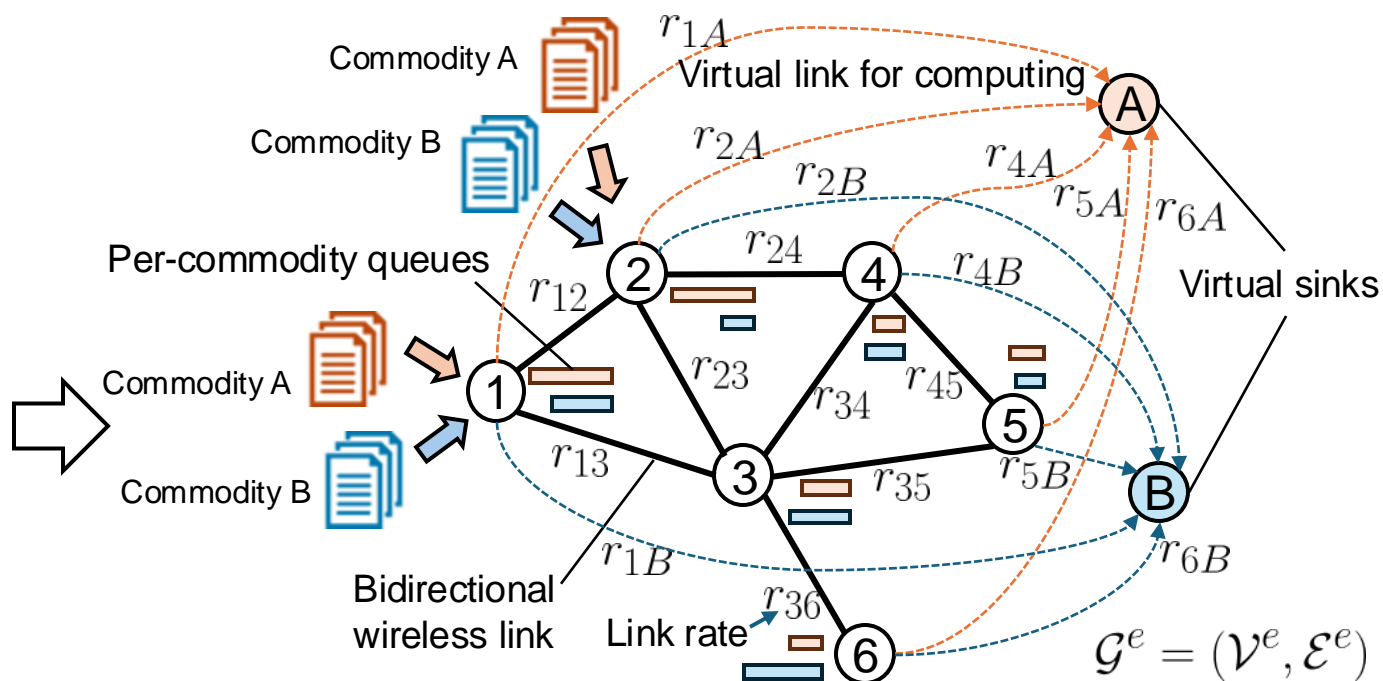 r_{1A}
Commodity A
Virtual link for computing
A
Commodity B
r_{2A}
r_{2B}
r_{4A}
r_{5A}
r_{6A}
Per-commodity queues
2
r_{24}
4
r_{4B}
Virtual sinks
r_{12}
Commodity A
1
r_{23}
r_{34}
r_{45}
5
Commodity B
r_{13}
3
r_{35}
r_{5B}
B
r_{1B}
r_{6B}
Bidirectional
wireless link
r_{36}
Link rate
6
\mathcal{G}^e = (\mathcal{V}^e, \mathcal{E}^e)